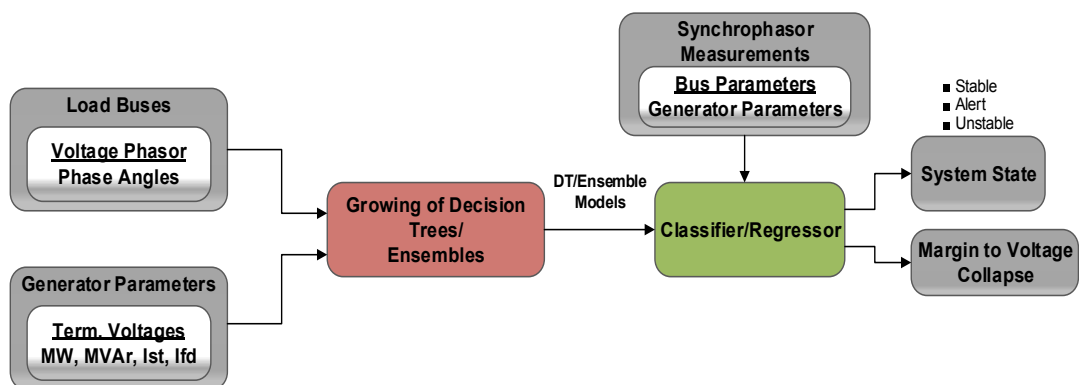 Synchrophasor
Measurements
Bus Parameters
Generator Parameters
Load Buses
Voltage Phasor
Phase Angles
Generator Parameters
Term. Voltages
MW, MVAr, Ist, Ifd
Growing of Decision
Trees/
Ensembles
DT/Ensemble
Models
Classifier/Regressor
▪ Stable
▪ Alert
▪ Unstable
System State
Margin to Voltage
Collapse